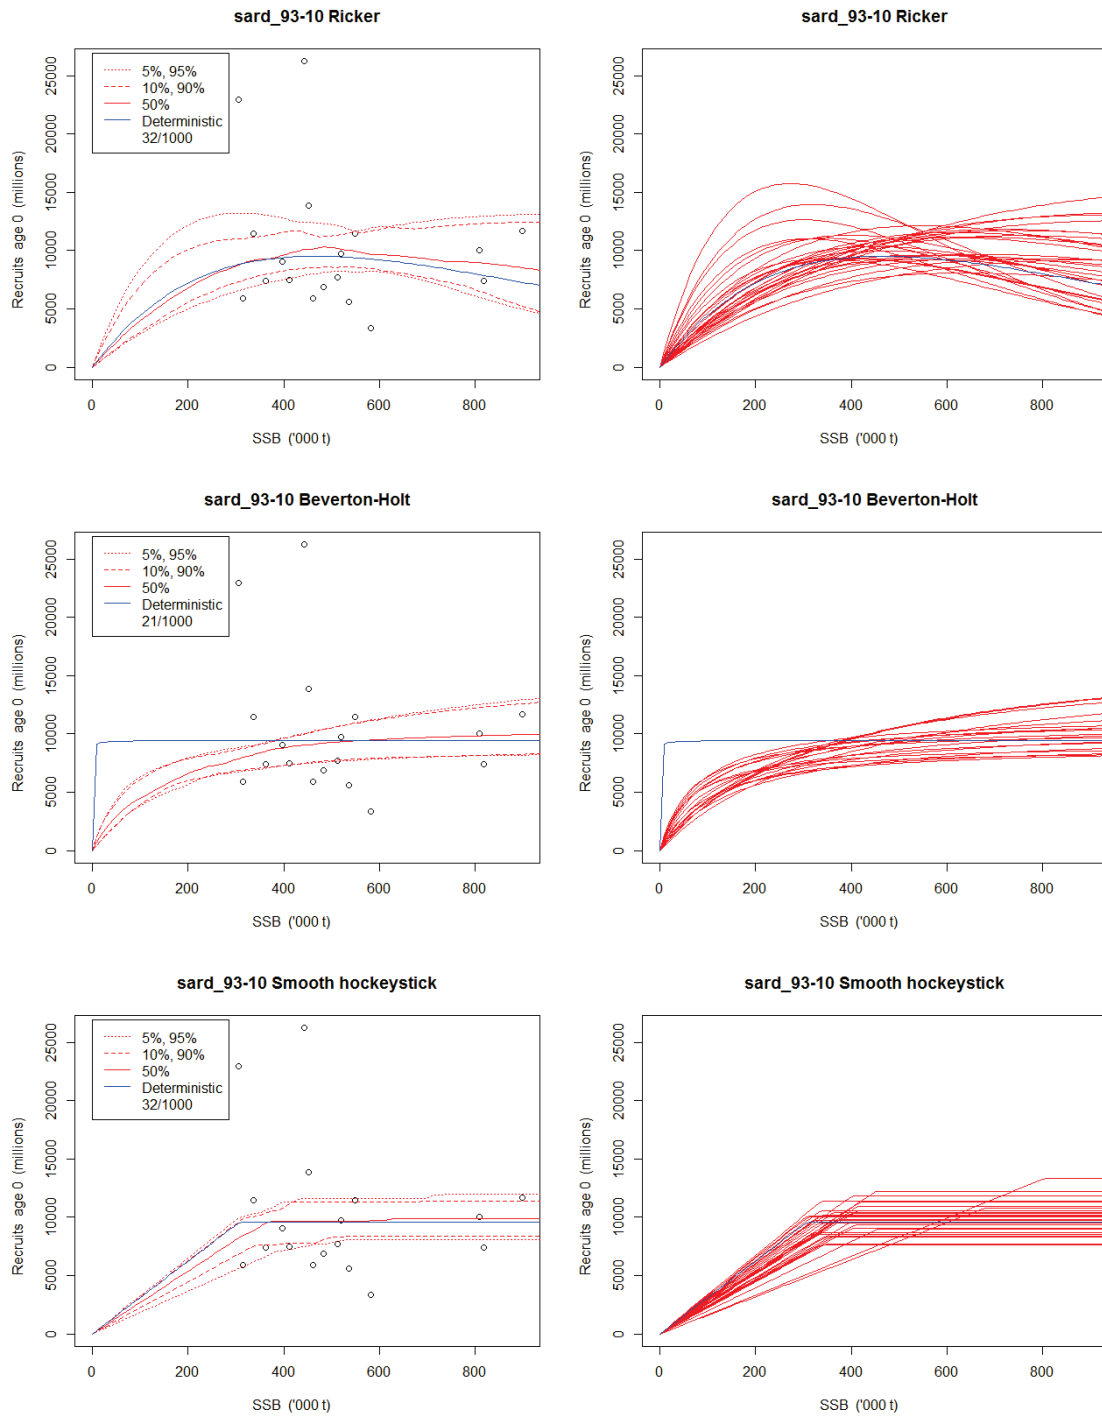 sard_93-10 Ricker
25000
20000
15000
10000
5000
0
Recruits age 0 (millions)
5%, 95%
10%, 90%
50%
Deterministic
32/1000
0 200 400 600 800
SSB ('000 t)
sard_93-10 Ricker
25000
20000
15000
10000
5000
0
Recruits age 0 (millions)
0 200 400 600 800
SSB ('000 t)
sard_93-10 Beverton-Holt
25000
20000
15000
10000
5000
0
Recruits age 0 (millions)
5%, 95%
10%, 90%
50%
Deterministic
21/1000
0 200 400 600 800
SSB ('000 t)
sard_93-10 Beverton-Holt
25000
20000
15000
10000
5000
0
Recruits age 0 (millions)
0 200 400 600 800
SSB ('000 t)
sard_93-10 Smooth hockeystick
25000
20000
15000
10000
5000
0
Recruits age 0 (millions)
5%, 95%
10%, 90%
50%
Deterministic
32/1000
0 200 400 600 800
SSB ('000 t)
sard_93-10 Smooth hockeystick
25000
20000
15000
10000
5000
0
Recruits age 0 (millions)
0 200 400 600 800
SSB ('000 t)